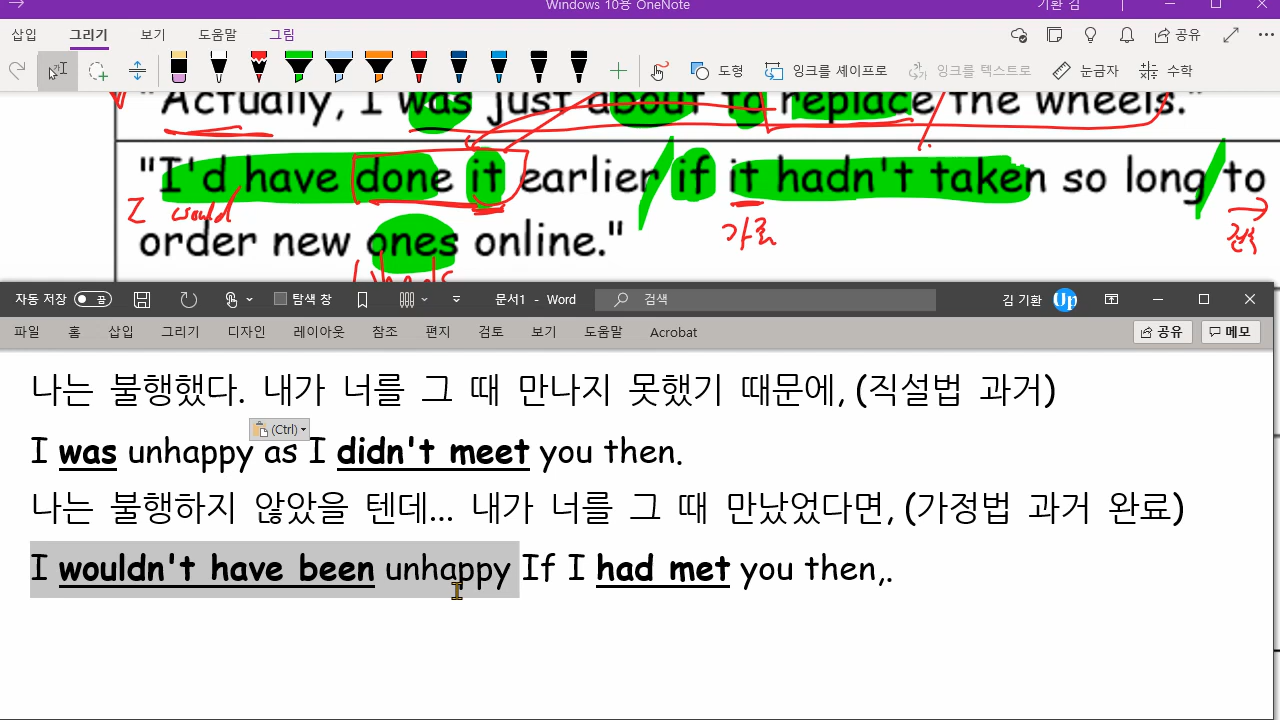 Windows 10용 OneNote
기환 김
삽입 그리기 보기 도움말 그림
공유
도형 잉크를 셰이프로 잉크를 텍스트로 눈금자 수학
"Actually, I was just about to replace the wheels."
"I'd have done it earlier if it hadn't taken so long to
I would
가료
order new ones online."
자동 저장 끔 탐색 창 문서1 - Word 검색 김 기환 Up
파일 홈 삽입 그리기 디자인 레이아웃 참조 편지 검토 보기 도움말 Acrobat 공유 메모
나는 불행했다. 내가 너를 그 때 만나지 못했기 때문에, (직설법 과거)
(Ctrl)
I was unhappy as I didn't meet you then.
나는 불행하지 않았을 텐데... 내가 너를 그 때 만났었다면, (가정법 과거 완료)
I wouldn't have been unhappy If I had met you then,.